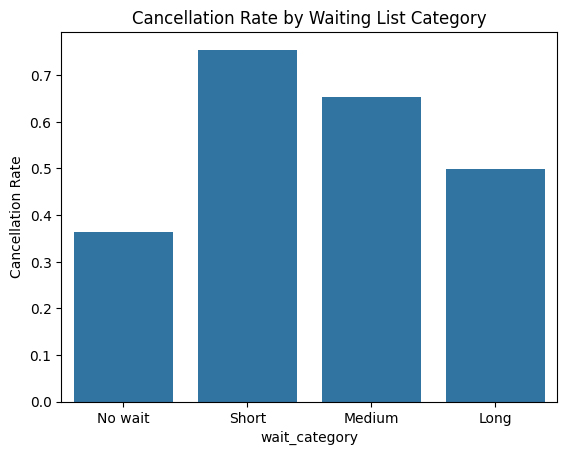 Cancellation Rate by Waiting List Category
Cancellation Rate
0.7
0.6
0.5
0.4
0.3
0.2
0.1
0.0
No wait
Short
Medium
Long
wait_category